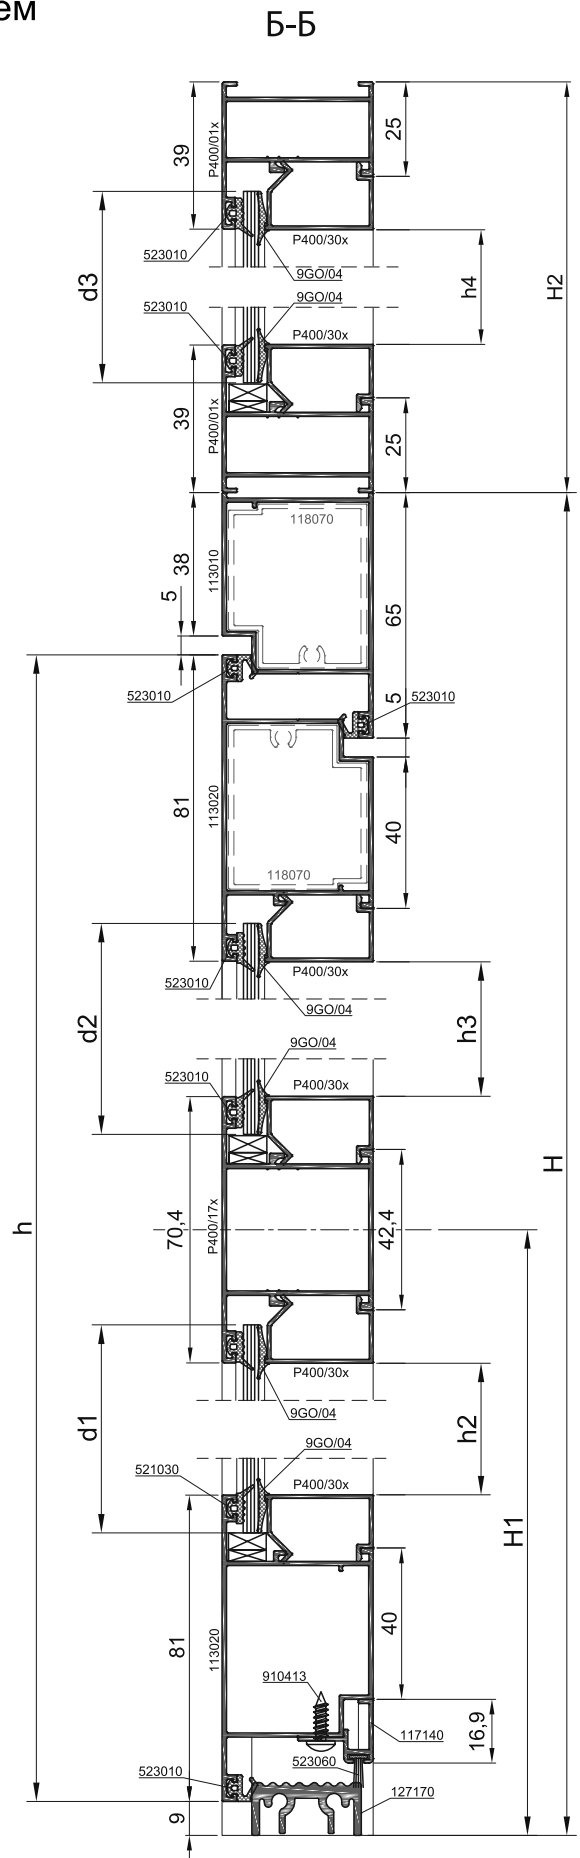 ем
Б-Б
39
P400/01x
25
523010
P400/30x
9GO/04
d3
h4
H2
523010
9GO/04
P400/30x
39
P400/01x
25
118070
38
113010
5
65
523010
5
523010
81
113020
40
118070
523010
P400/30x
9GO/04
d2
h3
9GO/04
523010
P400/30x
h
H
70,4
P400/17x
42,4
P400/30x
9GO/04
d1
h2
9GO/04
521030
P400/30x
H1
81
113020
40
910413
16,9
117140
523060
523010
127170
9